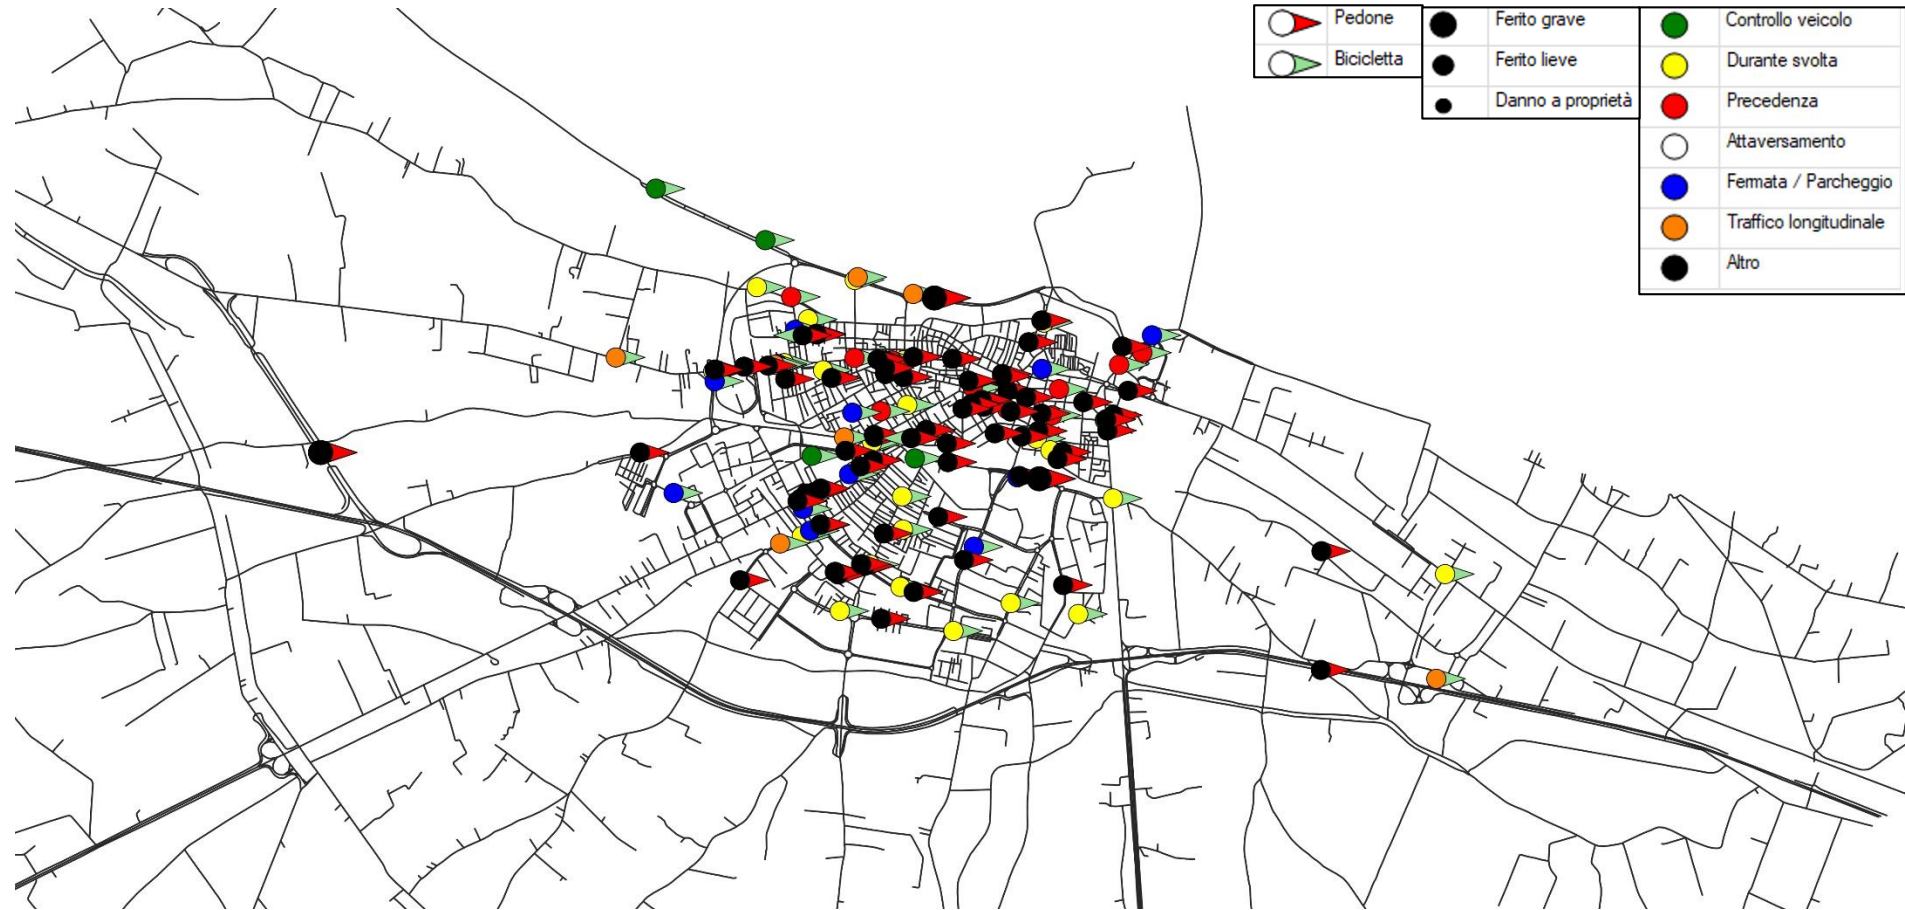 Pedone
Bicicletta
Ferito grave
Ferito lieve
Danno a proprietà
Controllo veicolo
Durante svolta
Precedenza
Attaversamento
Fermata / Parcheggio
Traffico longitudinale
Altro